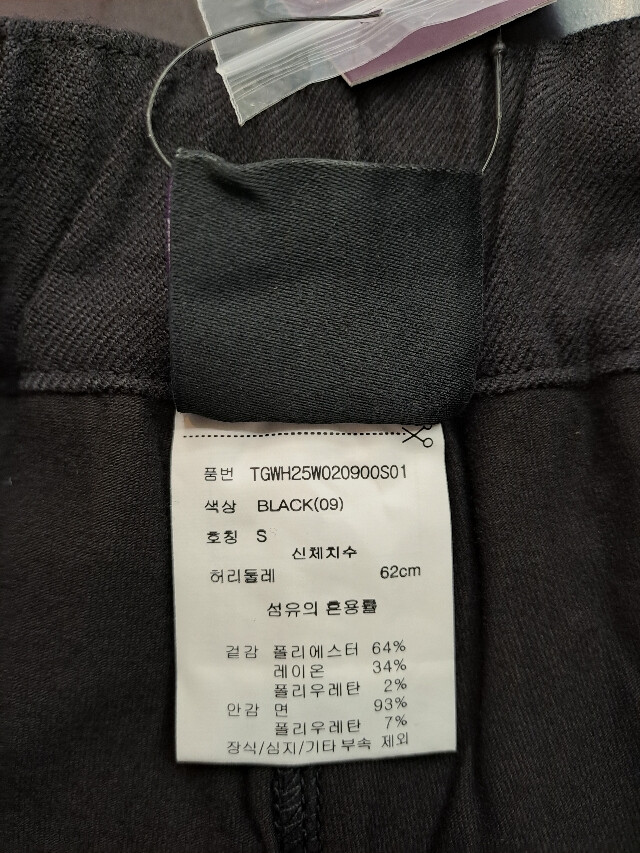 품번 TGWH25W020900S01
색상 BLACK(09)
호칭 S
신체치수
허리둘레 62cm
섬유의 혼용률
겉감 폴리에스터 64%
레이온 34%
폴리우레탄 2%
안감 면 93%
폴리우레탄 7%
장식/심지/기타 부속 제외